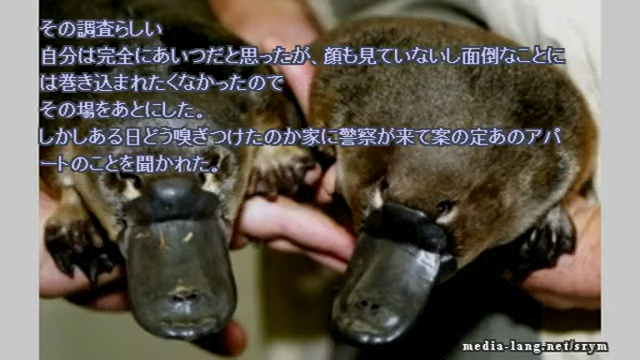 その調査らしい
自分は完全にあいつだと思ったが、顔も見ていないし面倒なことに
は巻き込まれたくなかったので
その場をあとにした。
しかしある日どう嗅ぎつけたのか家に警察が来て案の定あのアパ
ートのことを聞かれた。
media-lang.net/srym